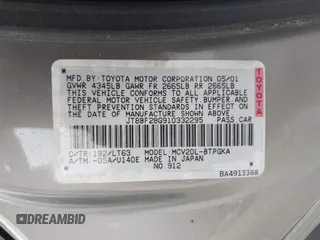 MFD. BY: TOYOTA MOTOR CORPORATION 05/01
GVWR 4345LB GAWR FR 2665LB RR 2665LB
THIS VEHICLE CONFORMS TO ALL APPLICABLE
FEDERAL MOTOR VEHICLE SAFETY, BUMPER, AND
THEFT PREVENTION STANDARDS IN EFFECT ON
THE DATE OF MANUFACTURE SHOWN ABOVE.
JT8BF28G910332295 PASS CAR
C/TR: 1B2/LT63 MODEL: MCV20L-BTPGKA
A/TM: -05A/U140E MADE IN JAPAN
NO.912
BA4913368
TOYOTA